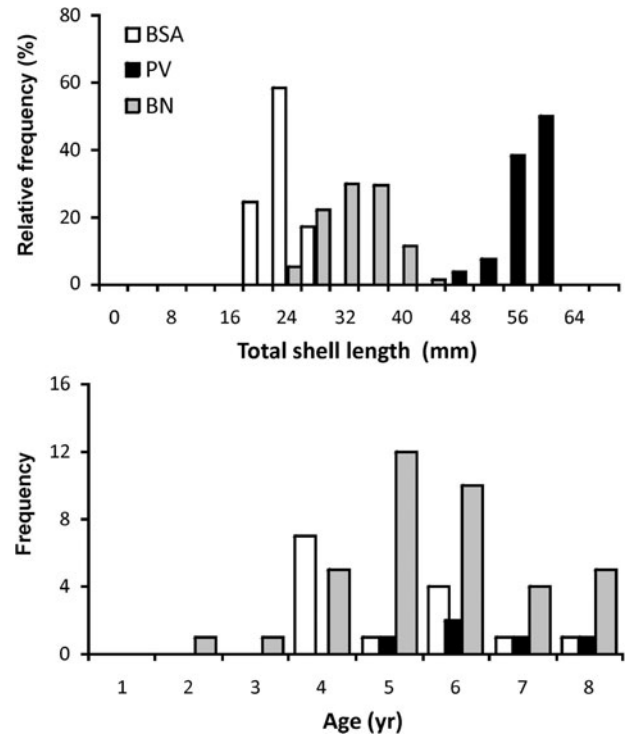 80
60
40
20
0
Relative frequency (%)
BSA
PV
BN
0 8 16 24 32 40 48 56 64
Total shell length (mm)
16
12
8
4
0
Frequency
1 2 3 4 5 6 7 8
Age (yr)